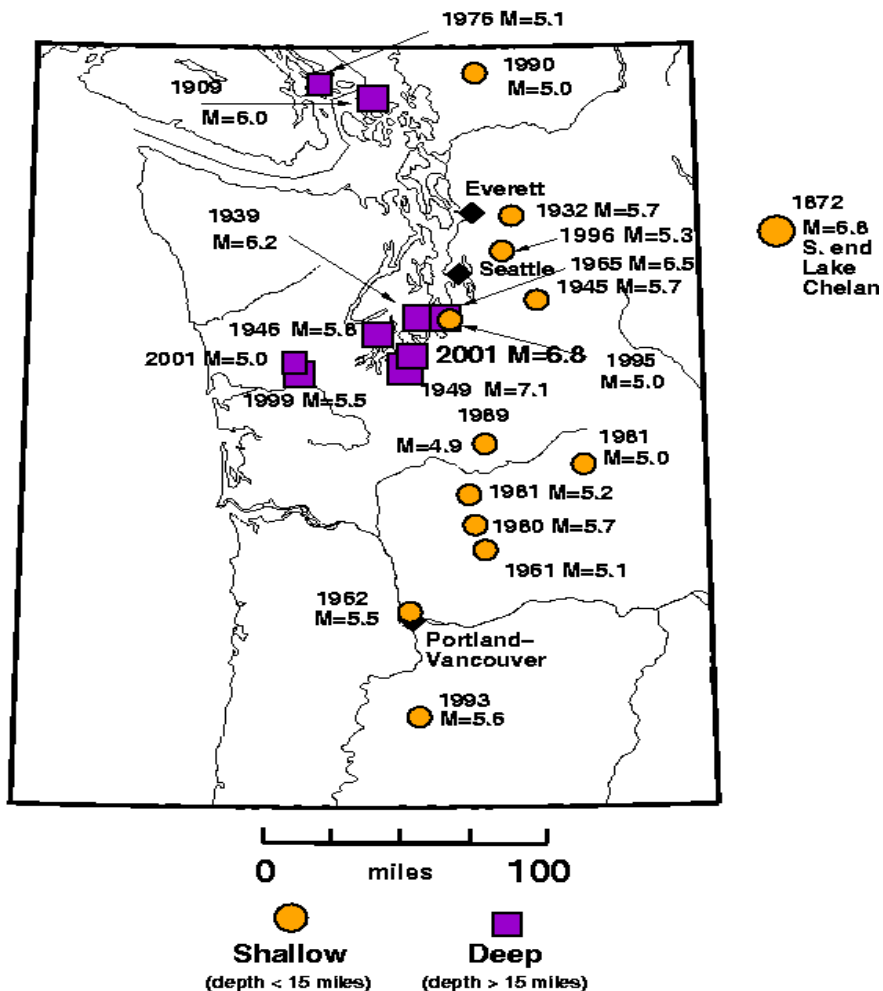 1976 M=5.1
1990
M=5.0
1909
M=6.0
Everett
1932 M=5.7
1872
M=6.8
S. end
Lake
Chelan
1939
M=6.2
1996 M=5.3
Seattle
1965 M=6.5
1945 M=5.7
1946 M=5.8
2001 M=6.8
2001 M=5.0
1995
M=5.0
1999 M=5.5
1949 M=7.1
1989
M=4.9
1981
M=5.0
1981 M=5.2
1980 M=5.7
1961 M=5.1
1962
M=5.5
Portland–
Vancouver
1993
M=5.6
0 miles 100
Shallow Deep
(depth < 15 miles) (depth > 15 miles)